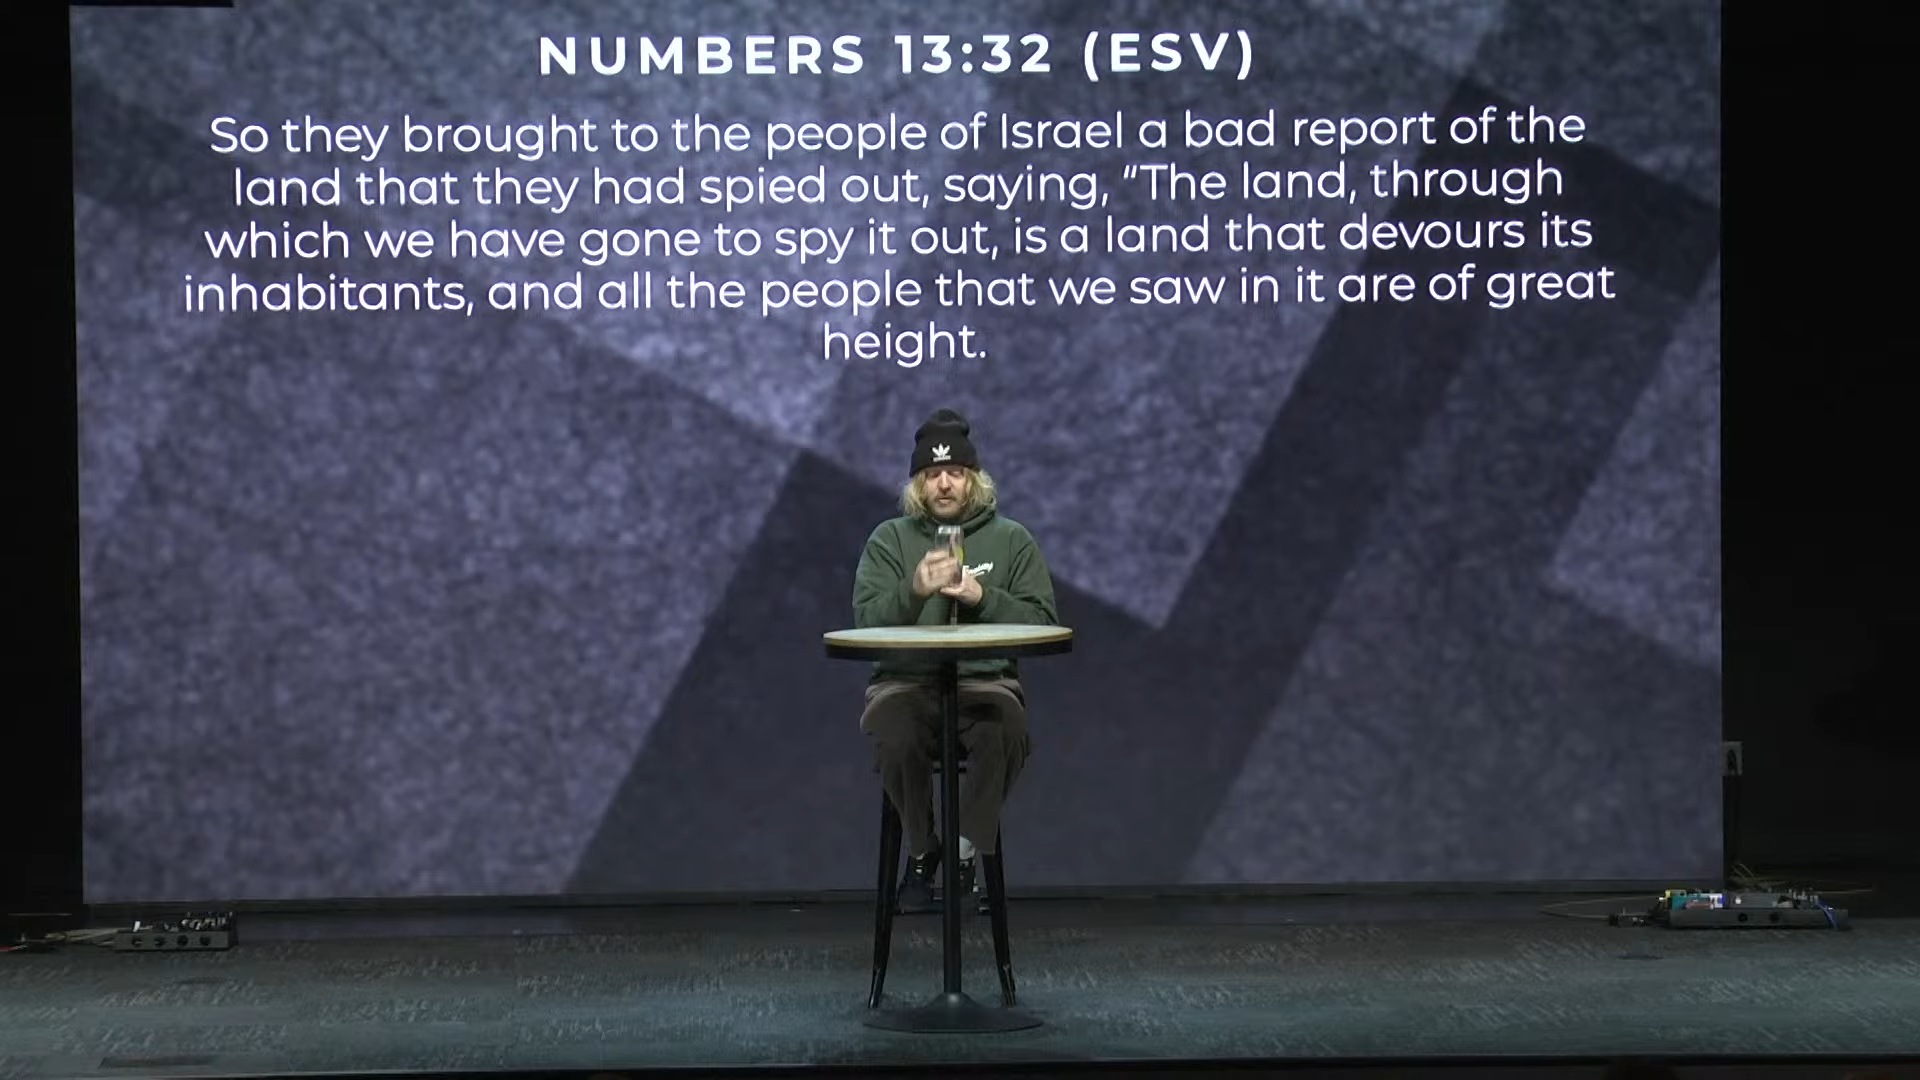 NUMBERS 13:32 (ESV)
So they brought to the people of Israel a bad report of the
land that they had spied out, saying, “The land, through
which we have gone to spy it out, is a land that devours its
inhabitants, and all the people that we saw in it are of great
height.